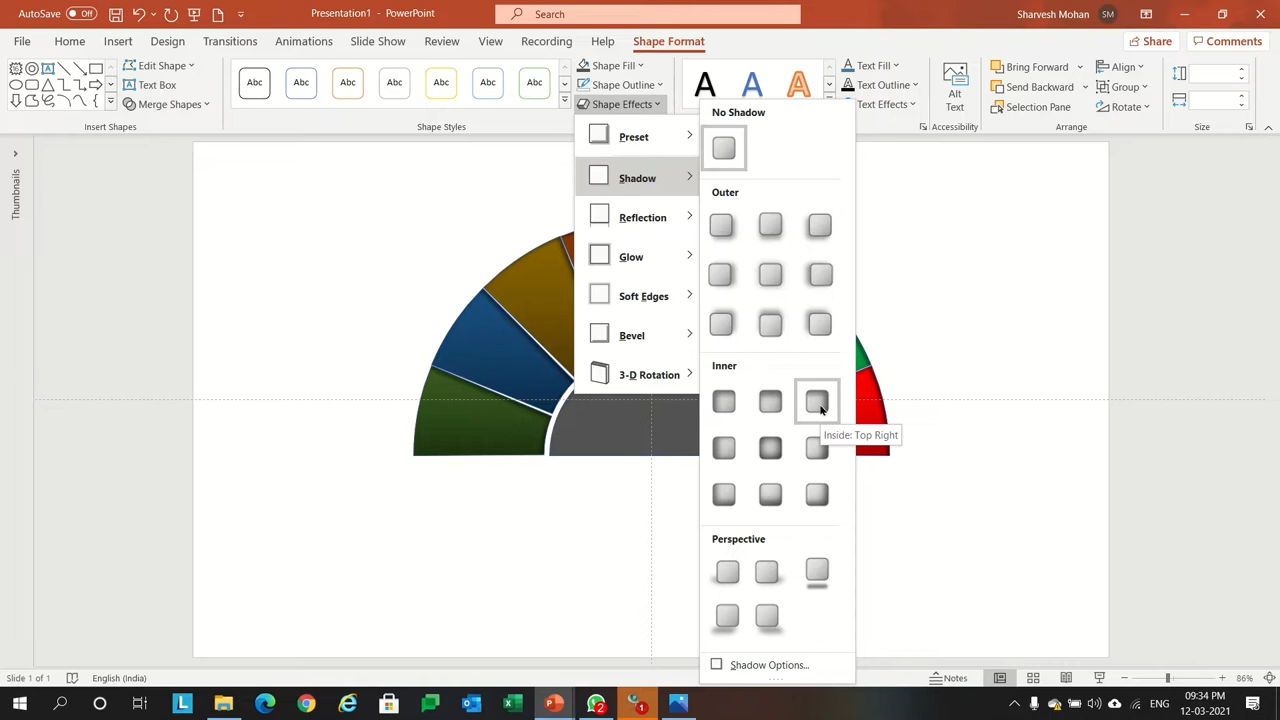 AutoSave Off Presentation1 - PowerPoint Search Sharvesh Mohan SM
File Home Insert Design Transitions Animations Slide Show Review View Recording Help Shape Format Share Comments
Edit Shape
Text Box
Merge Shapes
Insert Shapes
Abc Abc Abc Abc Abc Abc Abc
Shape Styles
Shape Fill
Shape Outline
Shape Effects
A A A
Text Fill
Text Outline
Text Effects
Alt
Text
Accessibility
Bring Forward
Send Backward
Selection Pane
Align
Group
Rotate
Arrange
Size
Thumbnails
Preset
Shadow
Reflection
Glow
Soft Edges
Bevel
3-D Rotation
No Shadow
Outer
Inner
Inside: Top Right
Perspective
Shadow Options...
Slide 1 of 1 English (India) Notes 86%
L 2 1 ENG 09:34 PM
12-03-2021